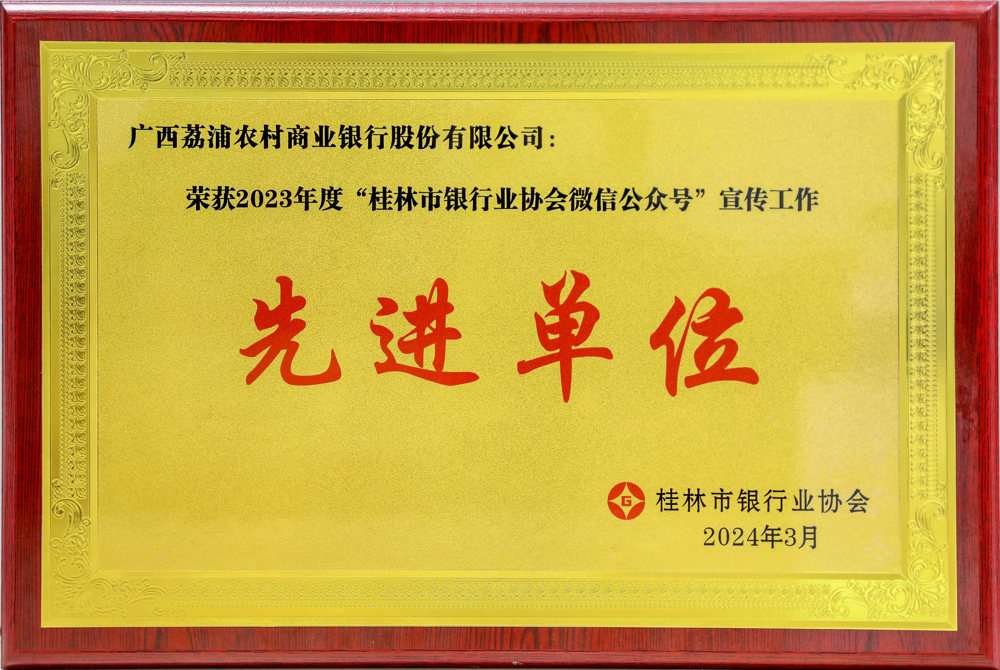 广西荔浦农村商业银行股份有限公司：
荣获2023年度“桂林市银行业协会微信公众号”宣传工作
先进单位
G 桂林市银行业协会
2024年3月